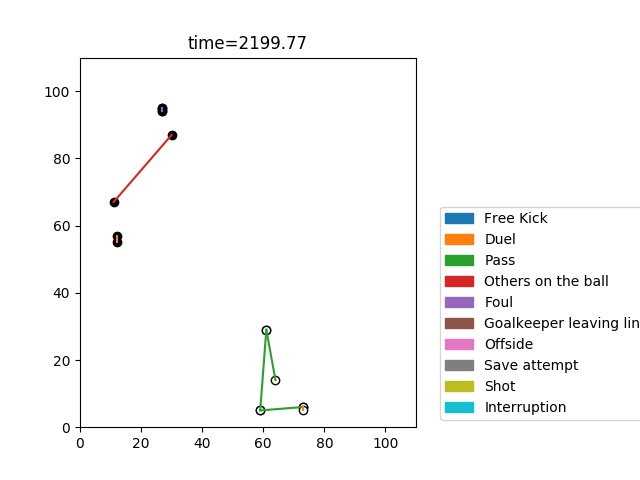 time=2199.77
100
80
60
40
20
0
0 20 40 60 80 100
Free Kick
Duel
Pass
Others on the ball
Foul
Goalkeeper leaving lin
Offside
Save attempt
Shot
Interruption